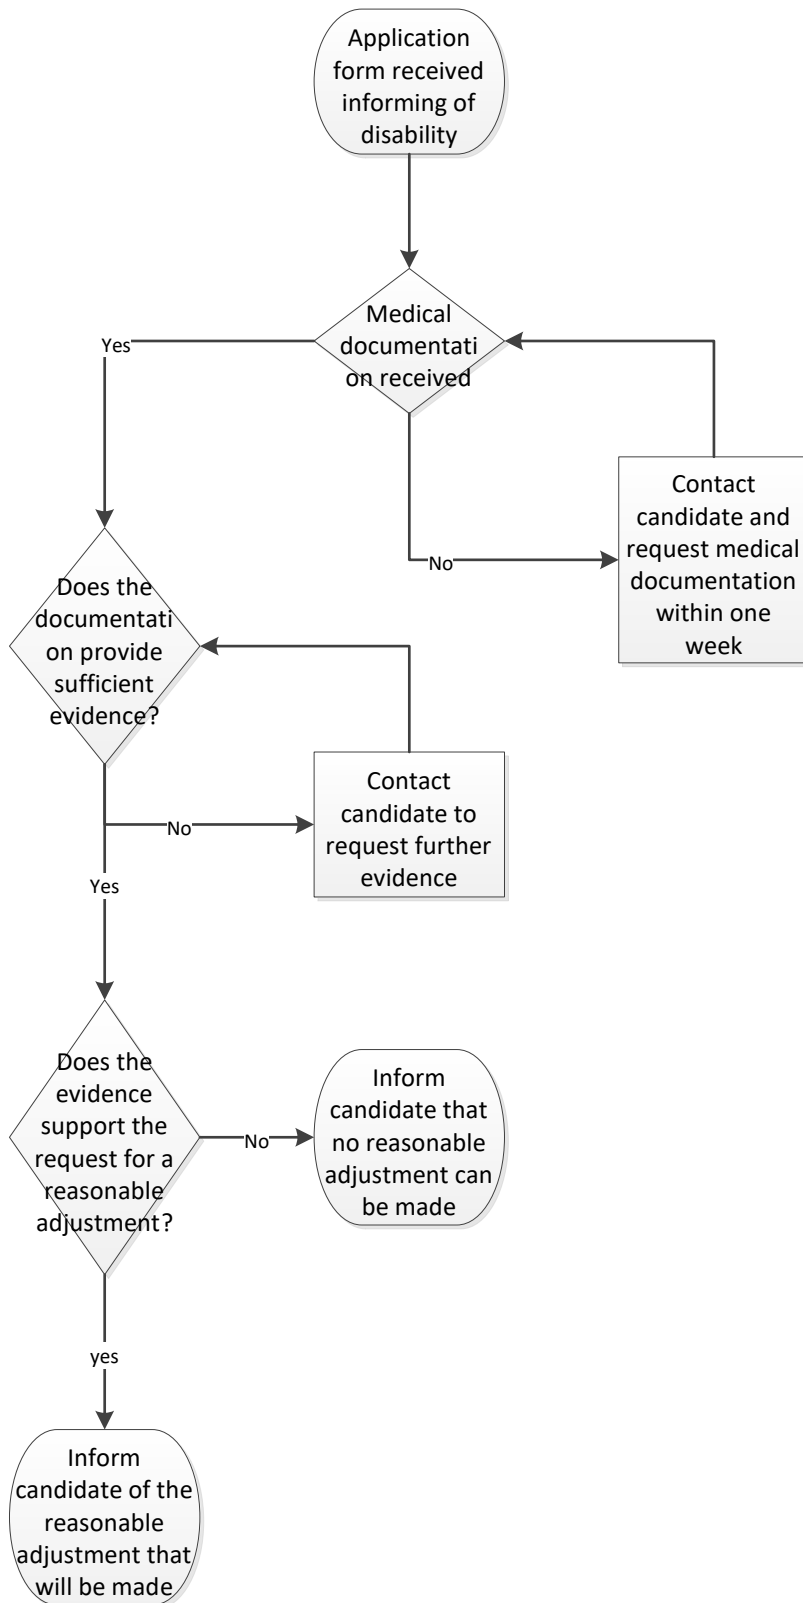 Application
form received
informing of
disability
Medical
documentati
on received
Yes
No
Contact
candidate and
request medical
documentation
within one
week
Does the
documentati
on provide
sufficient
evidence?
No
Contact
candidate to
request further
evidence
Yes
Does the
evidence
support the
request for a
reasonable
adjustment?
No
Inform
candidate that
no reasonable
adjustment can
be made
yes
Inform
candidate of the
reasonable
adjustment that
will be made